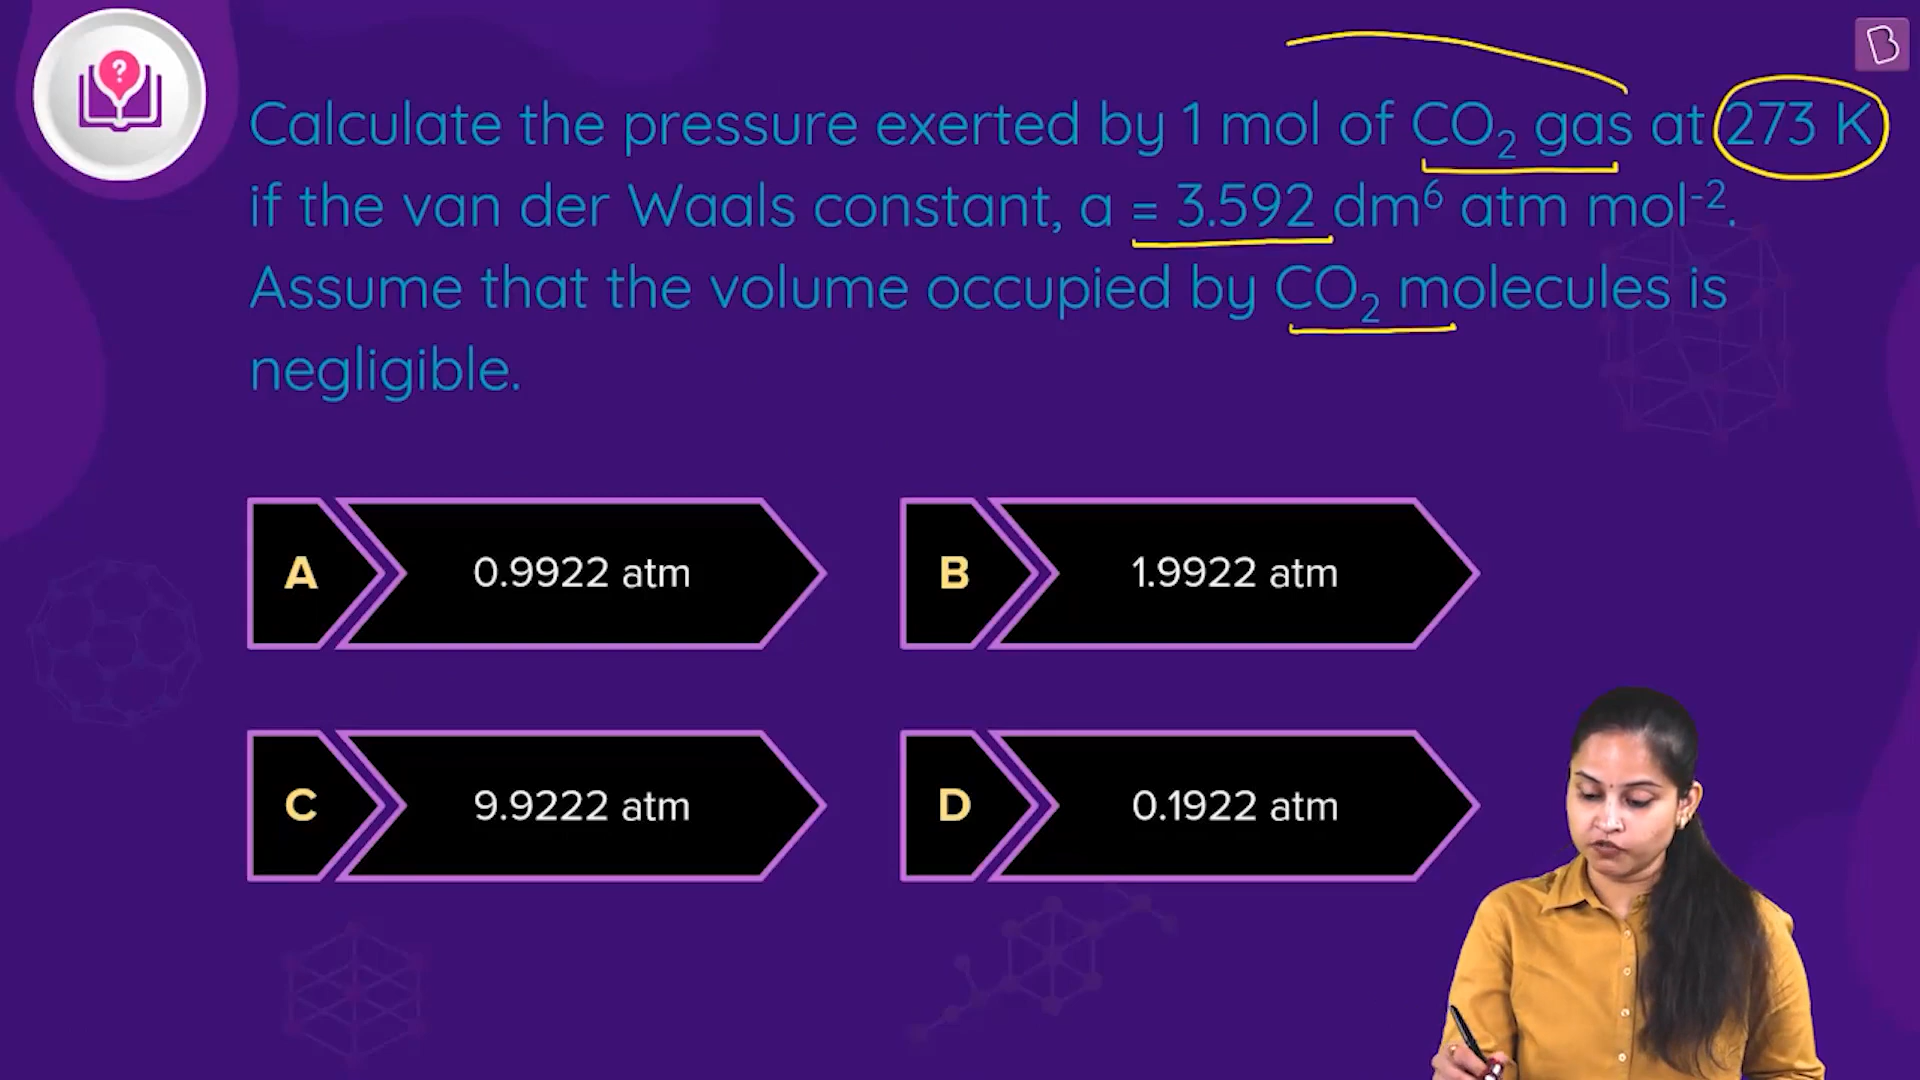 Calculate the pressure exerted by 1 mol of CO₂ gas at 273 K
if the van der Waals constant, a = 3.592 dm⁶ atm mol⁻².
Assume that the volume occupied by CO₂ molecules is
negligible.
A 0.9922 atm
B 1.9922 atm
C 9.9222 atm
D 0.1922 atm
?
B